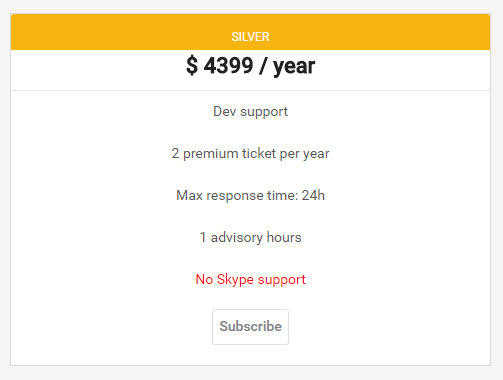 SILVER
$ 4399 / year
Dev support
2 premium ticket per year
Max response time: 24h
1 advisory hours
No Skype support
Subscribe